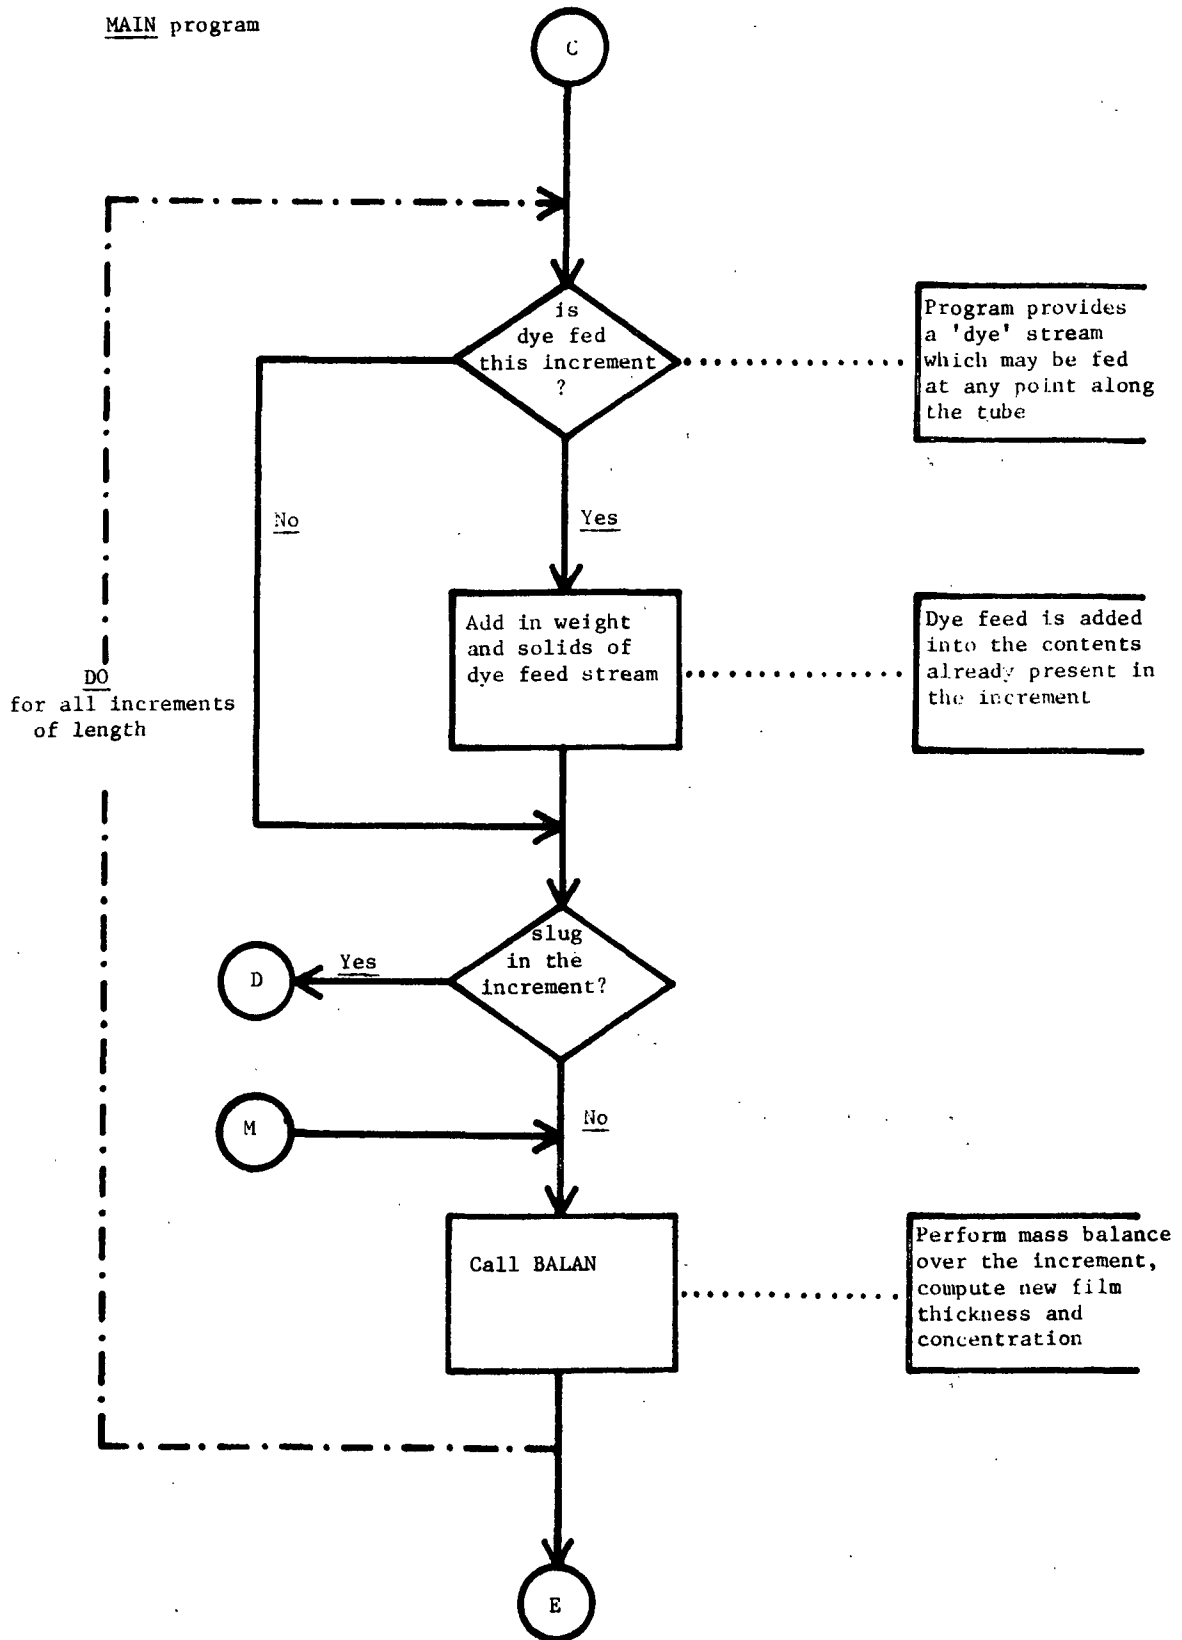 MAIN program
C
is
dye fed
this increment
?
Program provides
a 'dye' stream
which may be fed
at any point along
the tube
No
Yes
Add in weight
and solids of
dye feed stream
Dye feed is added
into the contents
already present in
the increment
DO
for all increments
of length
slug
in the
increment?
Yes
D
M
No
Call BALAN
Perform mass balance
over the increment,
compute new film
thickness and
concentration
E